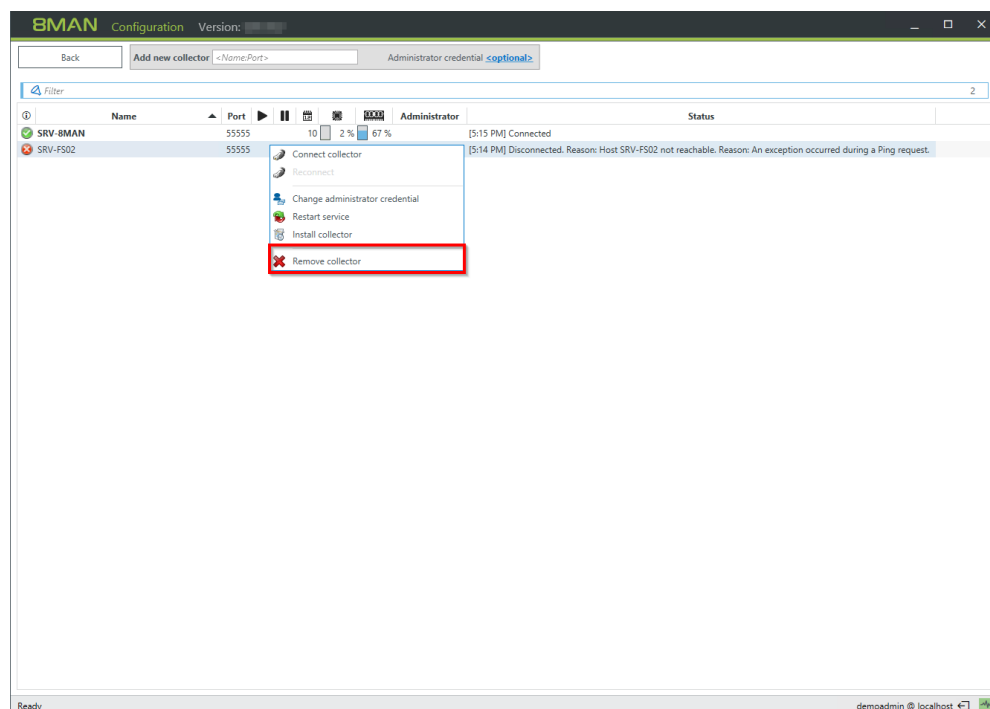 8MAN Configuration Version:
Back Add new collector <Name:Port> Administrator credential <optional>
Filter 2
Name Port Administrator Status
SRV-8MAN 55555 10 2 % 67 % [5:15 PM] Connected
SRV-FS02 55555 [5:14 PM] Disconnected. Reason: Host SRV-FS02 not reachable. Reason: An exception occurred during a Ping request.
Connect collector
Reconnect
Change administrator credential
Restart service
Install collector
Remove collector
Ready demoadmin @ localhost